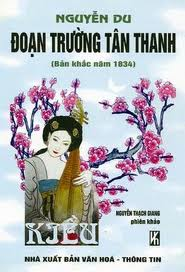 NGUYỄN DU
ĐOẠN TRƯỜNG TÂN THANH
(Bản khắc năm 1834)
NGUYỄN THẠCH GIANG
phiên khảo
KIỀU
NHÀ XUẤT BẢN VĂN HOÁ - THÔNG TIN